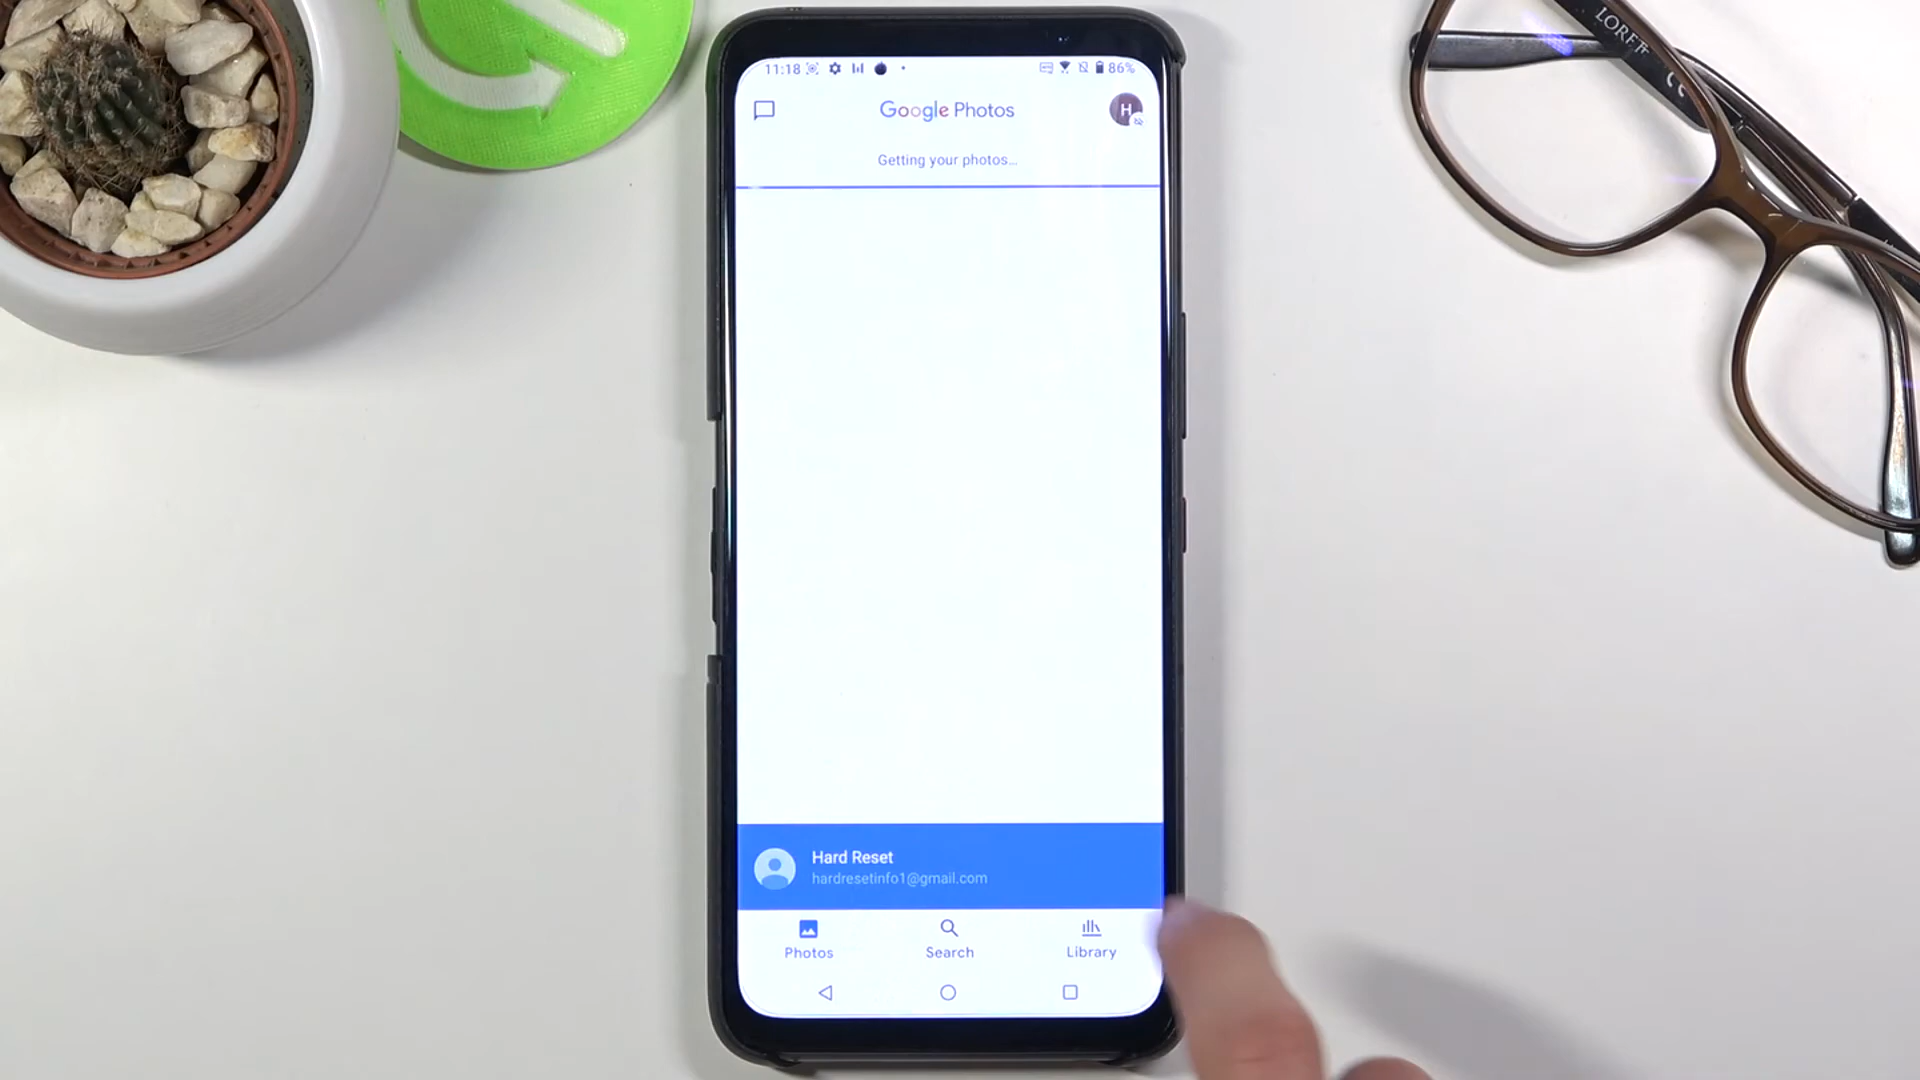 11:18
86%
Google Photos
H
Getting your photos...
Hard Reset
hardresetinfo1@gmail.com
Photos
Search
Library